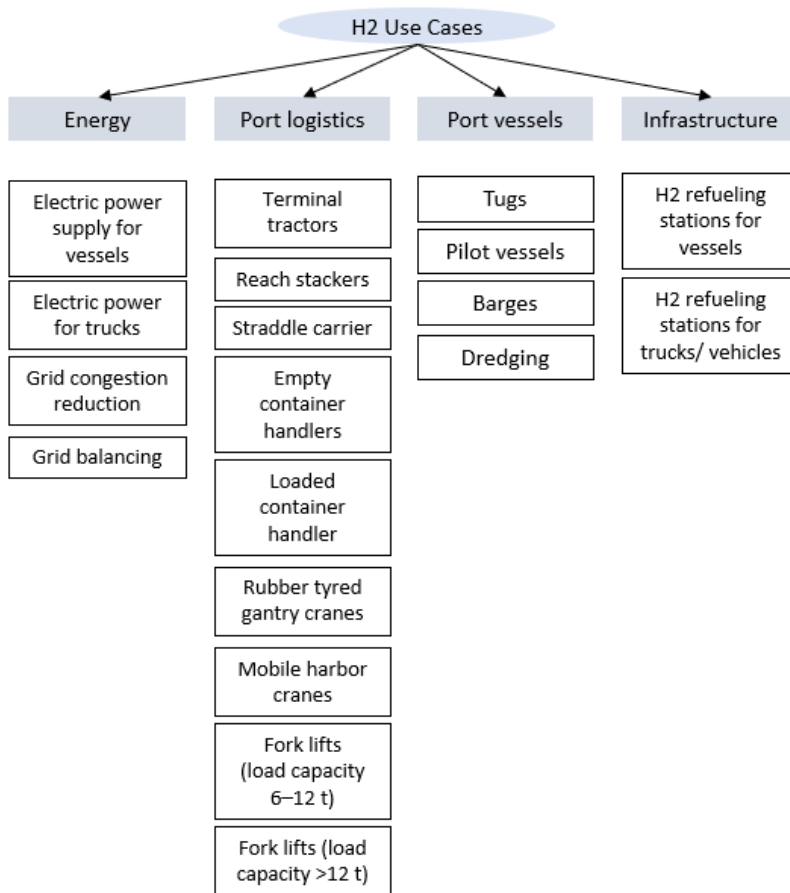 H2 Use Cases
Energy
Port logistics
Port vessels
Infrastructure
Electric power
supply for
vessels
Electric power
for trucks
Grid congestion
reduction
Grid balancing
Terminal
tractors
Reach stackers
Straddle carrier
Empty
container
handlers
Loaded
container
handler
Rubber tyred
gantry cranes
Mobile harbor
cranes
Fork lifts
(load capacity
6–12 t)
Fork lifts (load
capacity >12 t)
Tugs
Pilot vessels
Barges
Dredging
H2 refueling
stations for
vessels
H2 refueling
stations for
trucks/ vehicles